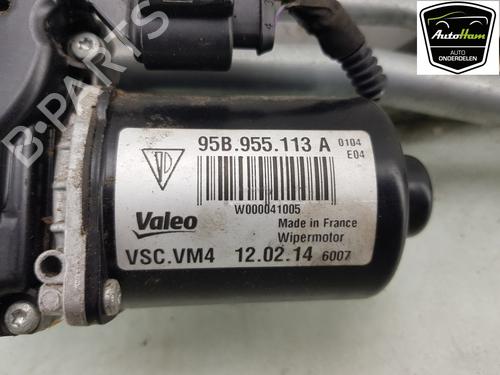 AutoHam
AUTO
ONDERDELEN
B-PARTS
95B.955.113 A 0104
E04
W000041005
Valeo
Made in France
Wipermotor
VSC.VM4 12.02.14 6007